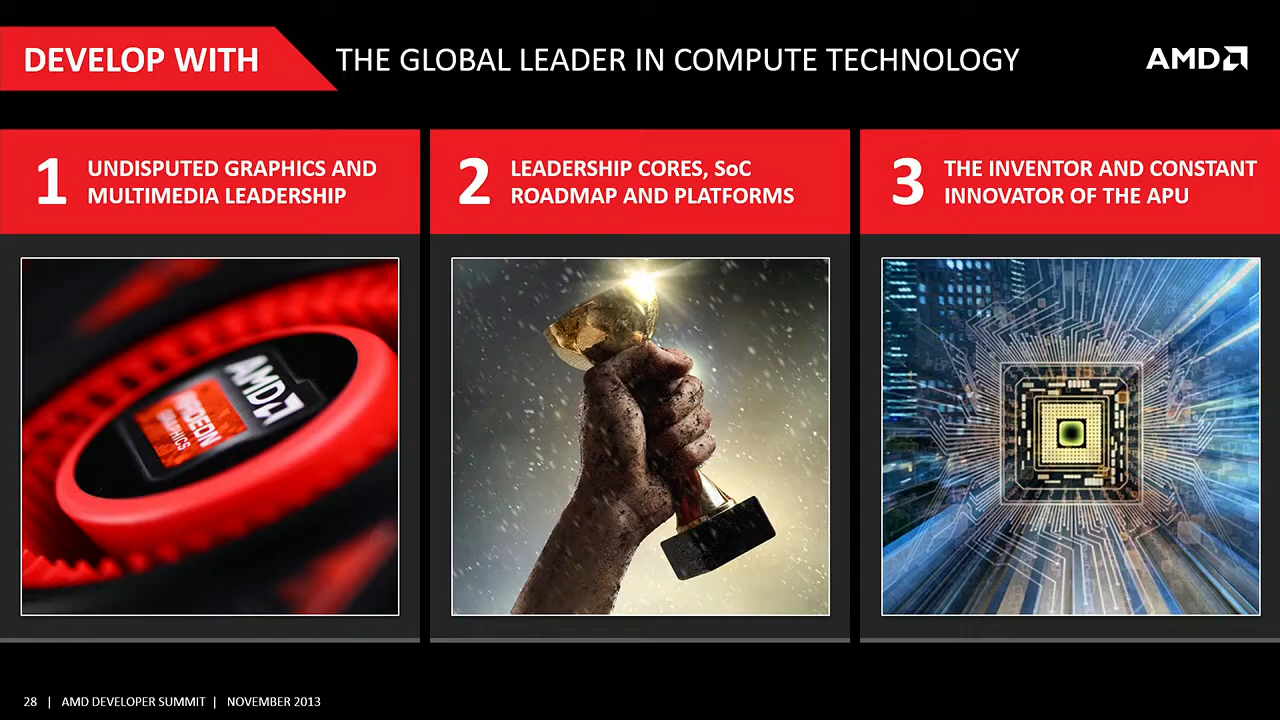 DEVELOP WITH
THE GLOBAL LEADER IN COMPUTE TECHNOLOGY
AMD
1
UNDISPUTED GRAPHICS AND
MULTIMEDIA LEADERSHIP
2
LEADERSHIP CORES, SoC
ROADMAP AND PLATFORMS
3
THE INVENTOR AND CONSTANT
INNOVATOR OF THE APU
AMD
RADEON
GRAPHICS
28 | AMD DEVELOPER SUMMIT | NOVEMBER 2013